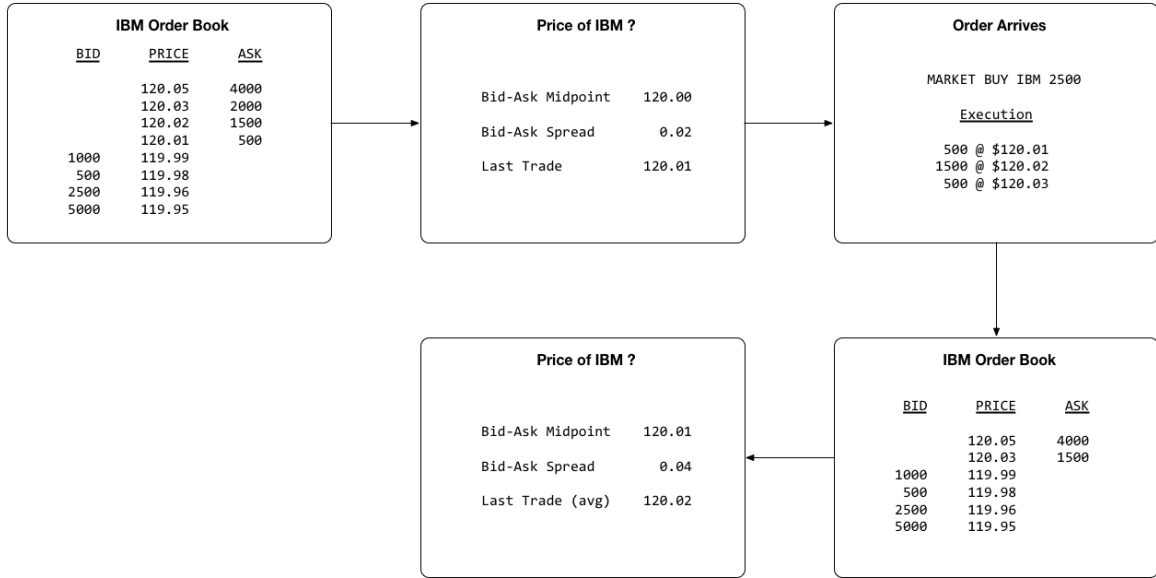 IBM Order Book
BID PRICE ASK
120.05 4000
120.03 2000
120.02 1500
120.01 500
1000 119.99
500 119.98
2500 119.96
5000 119.95
Price of IBM ?
Bid-Ask Midpoint 120.00
Bid-Ask Spread 0.02
Last Trade 120.01
Order Arrives
MARKET BUY IBM 2500
Execution
500 @ $120.01
1500 @ $120.02
500 @ $120.03
IBM Order Book
BID PRICE ASK
120.05 4000
120.03 1500
1000 119.99
500 119.98
2500 119.96
5000 119.95
Price of IBM ?
Bid-Ask Midpoint 120.01
Bid-Ask Spread 0.04
Last Trade (avg) 120.02